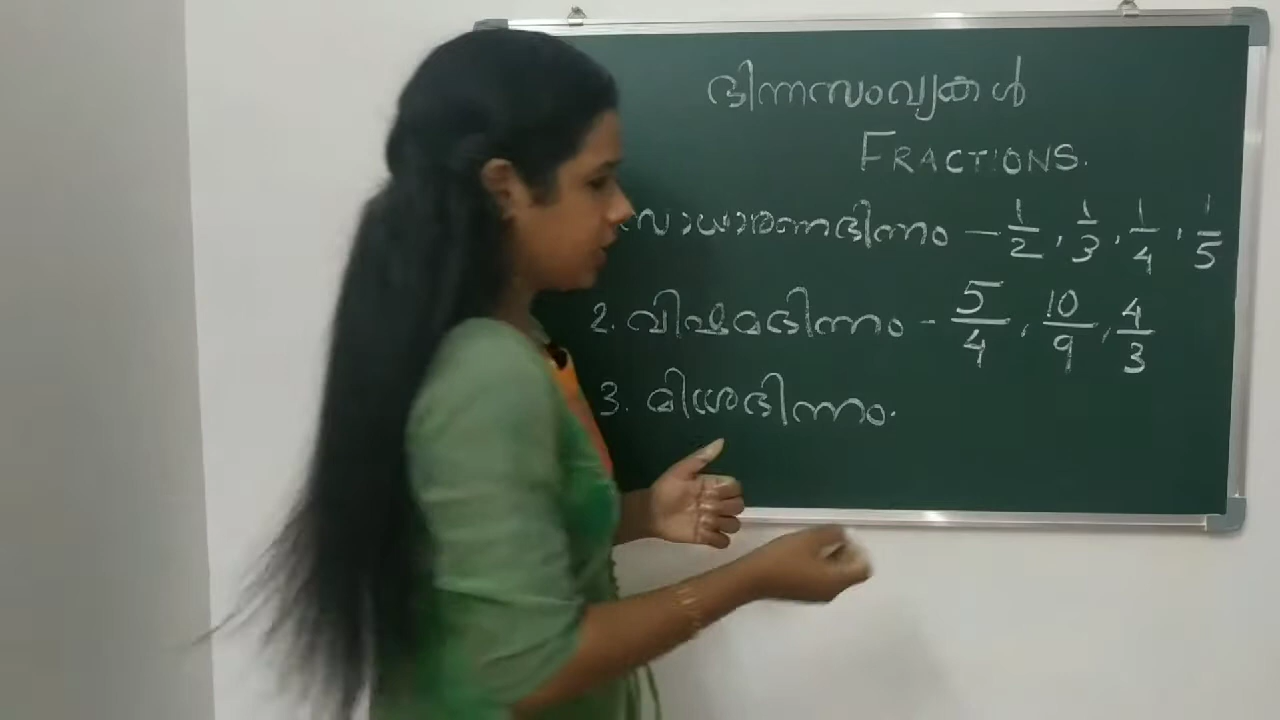 ഭിന്നസംഖ്യകൾ
FRACTIONS.
സാധാരണഭിന്നം - 1/2, 1/3, 1/4, 1/5
2. വിഷമഭിന്നം - 5/4, 10/9, 4/3
3. മിശ്രഭിന്നം.